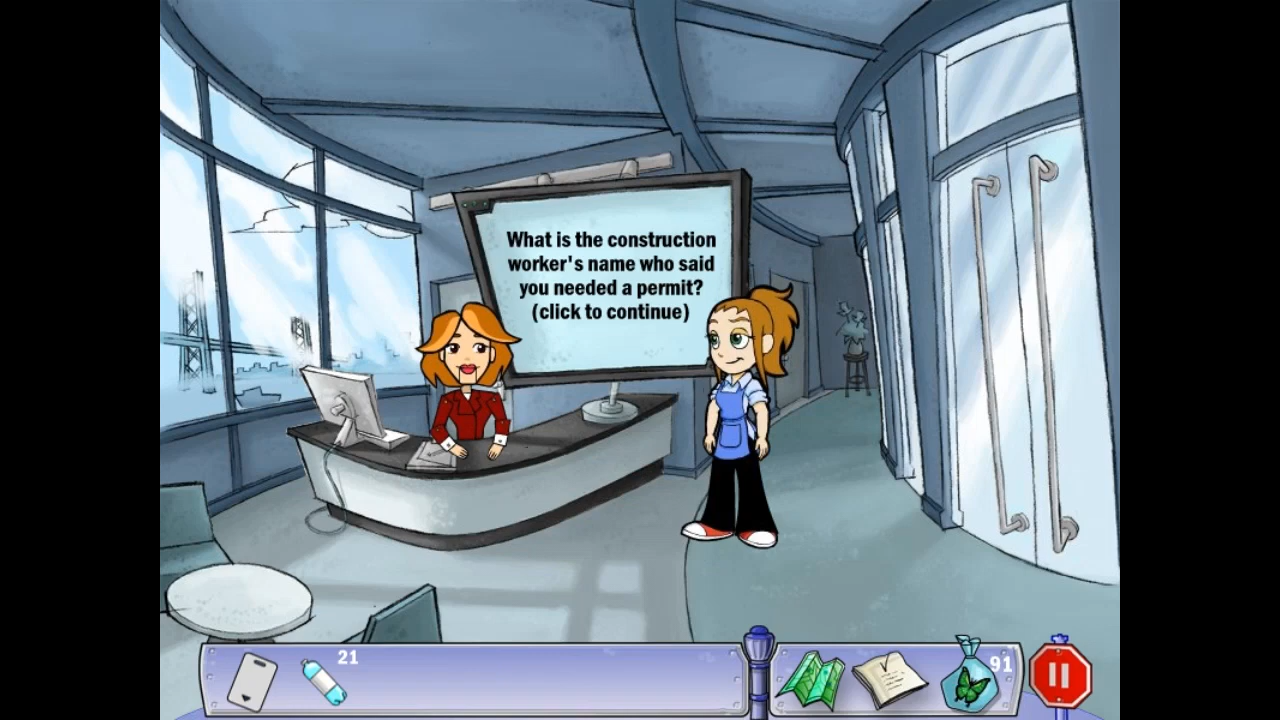 What is the construction
worker's name who said
you needed a permit?
(click to continue)
21
91